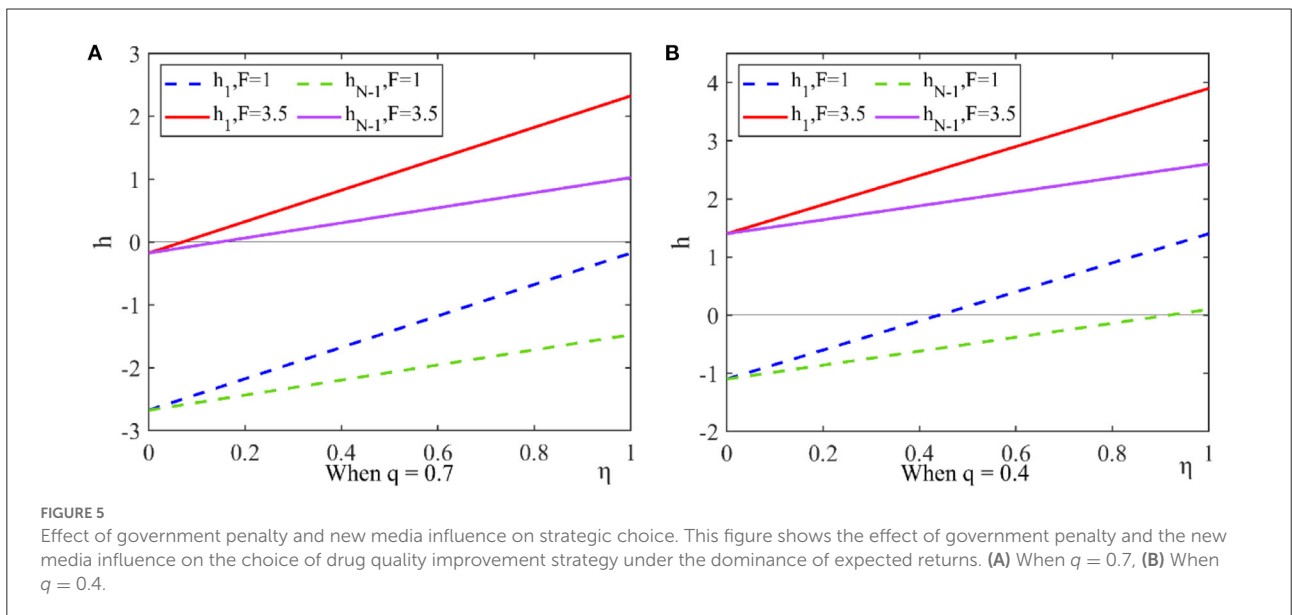 A
3
2
1
0
-1
-2
-3
h
h1,F=1
hN-1,F=1
h1,F=3.5
hN-1,F=3.5
0 0.2 0.4 0.6 0.8 1
When q = 0.7 η
B
4
3
2
1
0
-1
-2
h
h1,F=1
hN-1,F=1
h1,F=3.5
hN-1,F=3.5
0 0.2 0.4 0.6 0.8 1
When q = 0.4 η
FIGURE 5
Effect of government penalty and new media influence on strategic choice. This figure shows the effect of government penalty and the new
media influence on the choice of drug quality improvement strategy under the dominance of expected returns. (A) When q = 0.7, (B) When
q = 0.4.